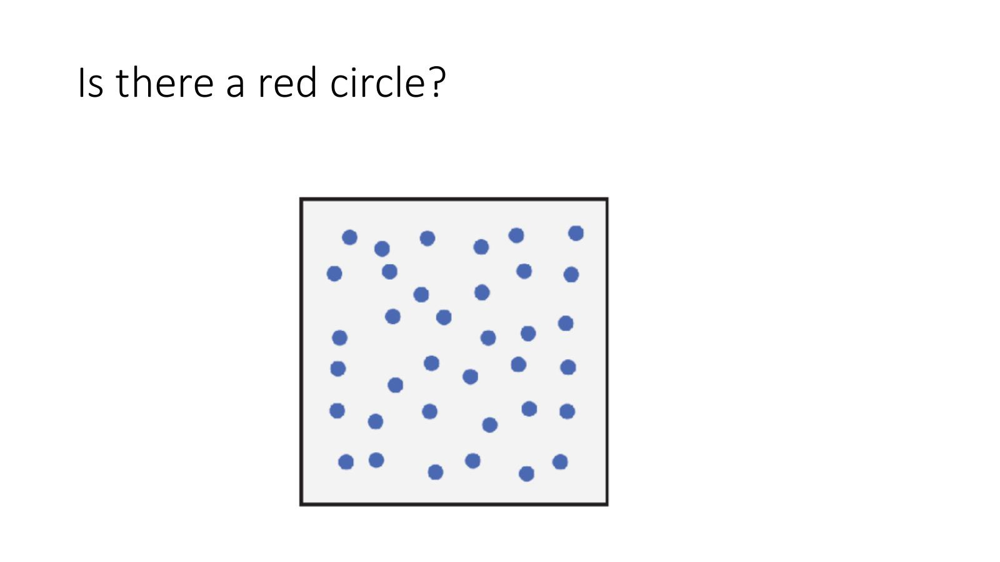 Is there a red circle?